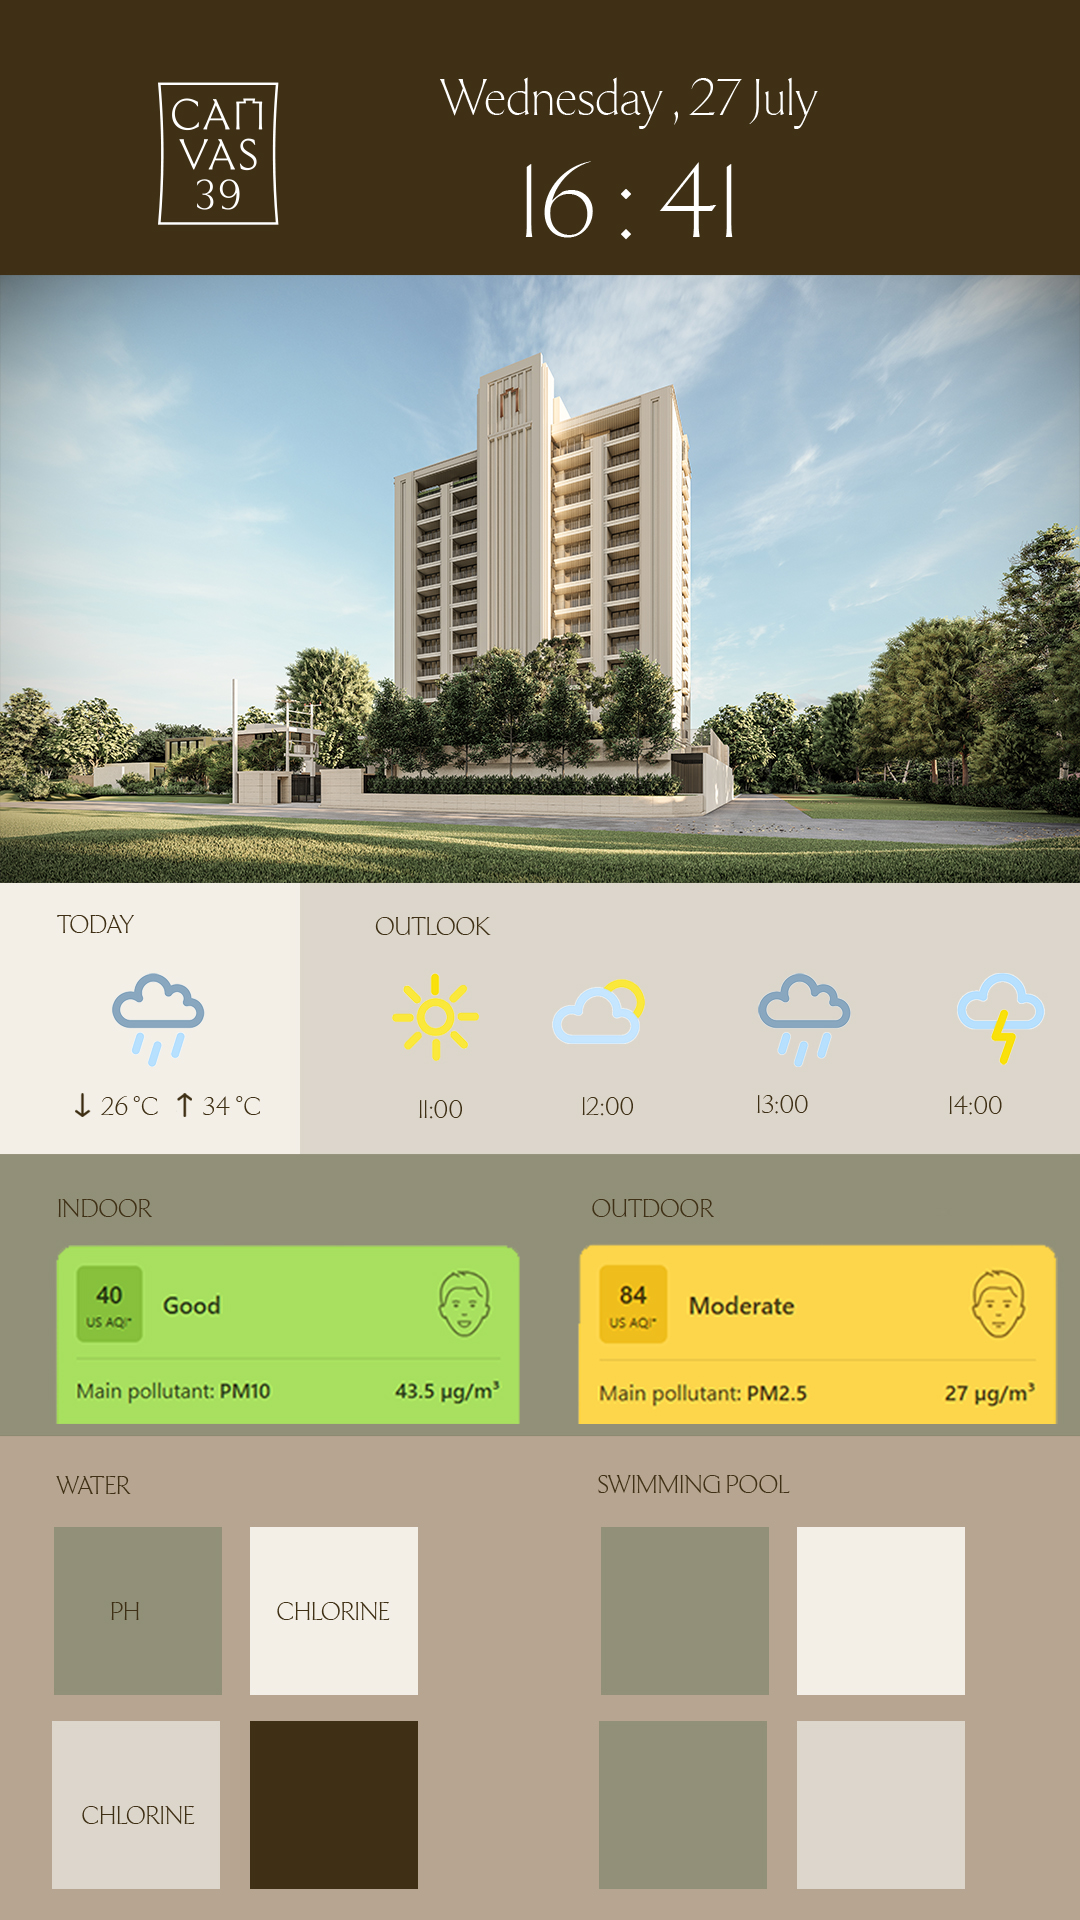 CAN
VAS
39
Wednesday , 27 July
16 : 41
TODAY
↓ 26 °C ↑ 34 °C
OUTLOOK
11:00 12:00 13:00 14:00
INDOOR
40
US AQI*
Good
Main pollutant: PM10 43.5 µg/m³
OUTDOOR
84
US AQI*
Moderate
Main pollutant: PM2.5 27 µg/m³
WATER
PH
CHLORINE
CHLORINE
SWIMMING POOL